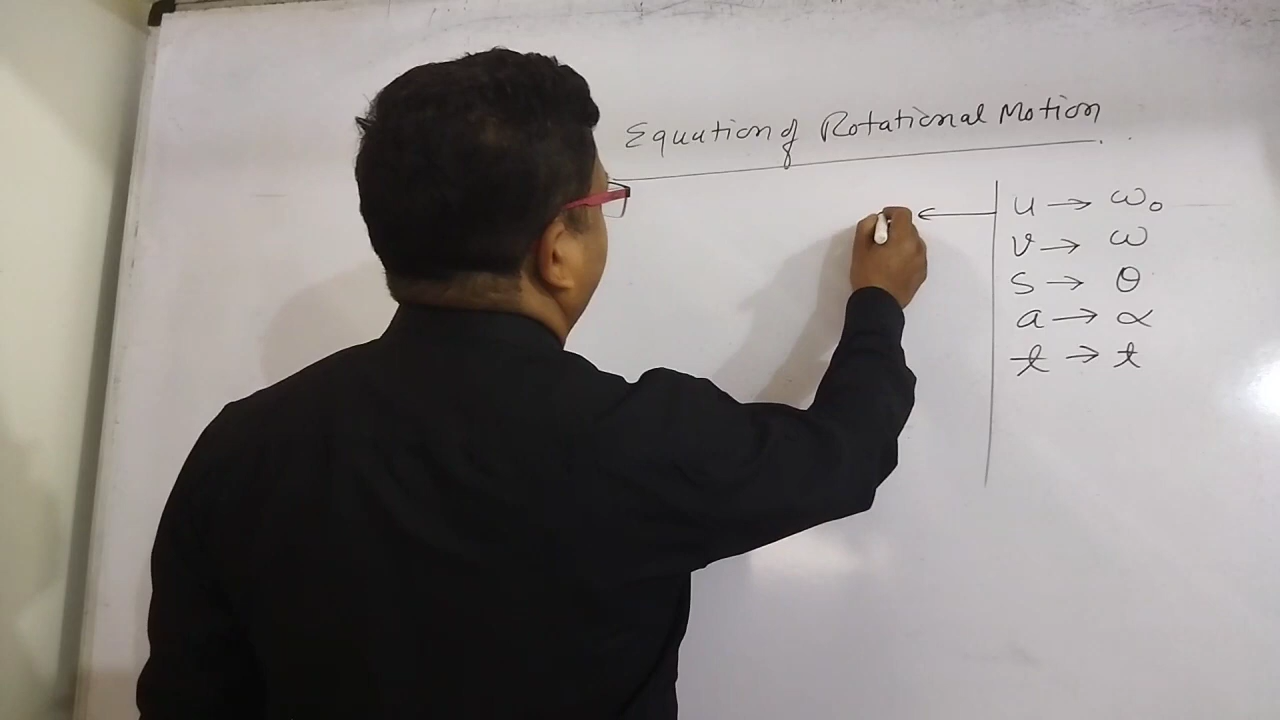 Equation of Rotational Motion
u → ω₀
v → ω
s → θ
a → α
t → t